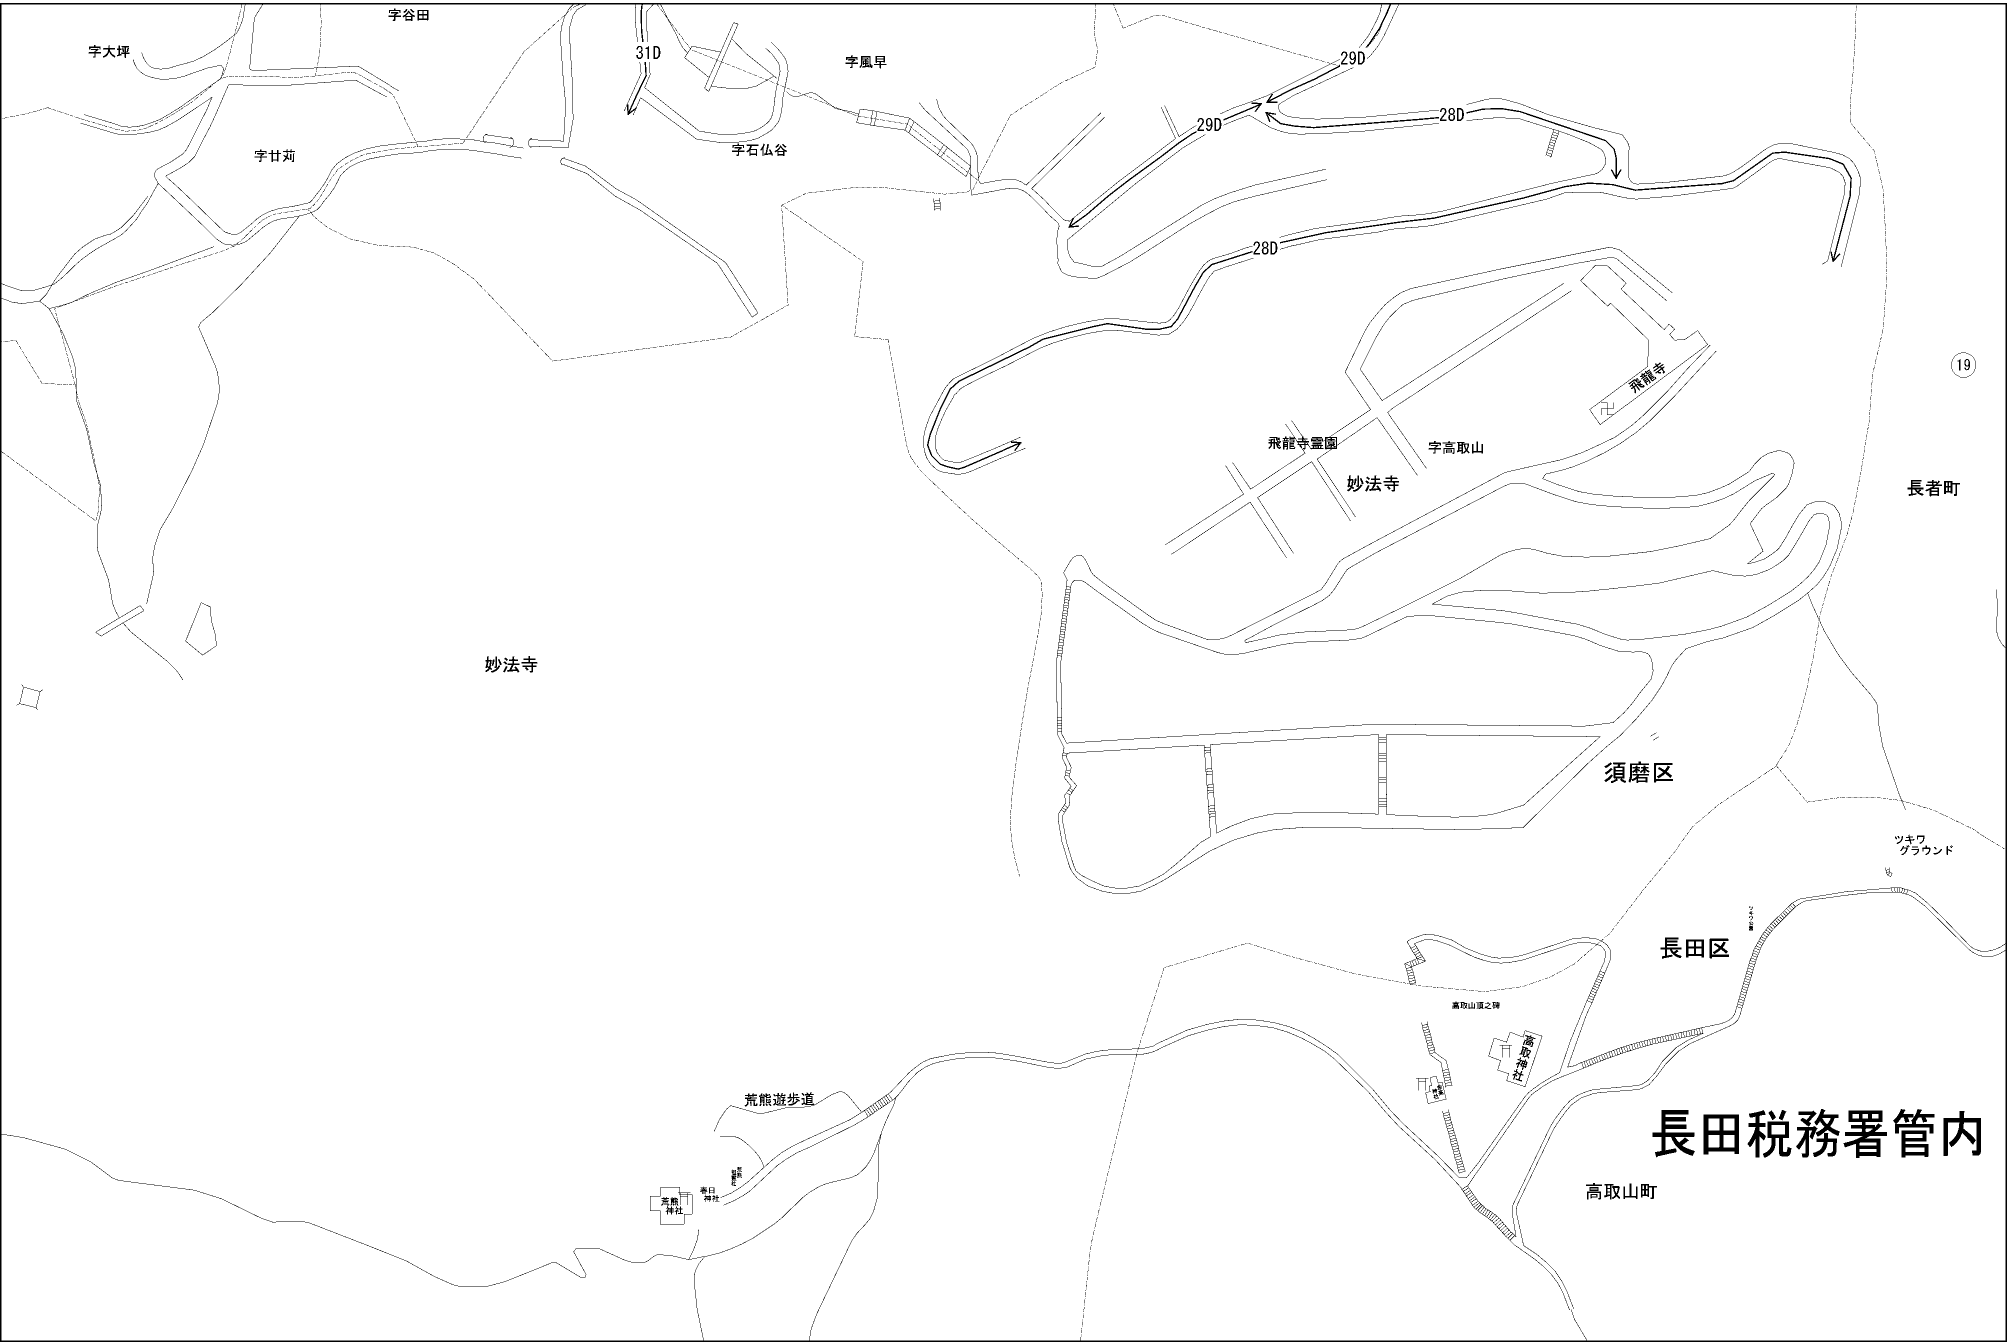 字谷田
字大坪
31D
字風早
29D
28D
29D
字石仏谷
字廿苅
28D
19
飛龍寺
飛龍寺霊園
字高取山
妙法寺
長者町
妙法寺
須磨区
ツキワ
グラウンド
長田区
高取山頂之碑
高取神社
荒熊遊歩道
長田税務署管内
高取山町
春日
神社
荒熊
神社